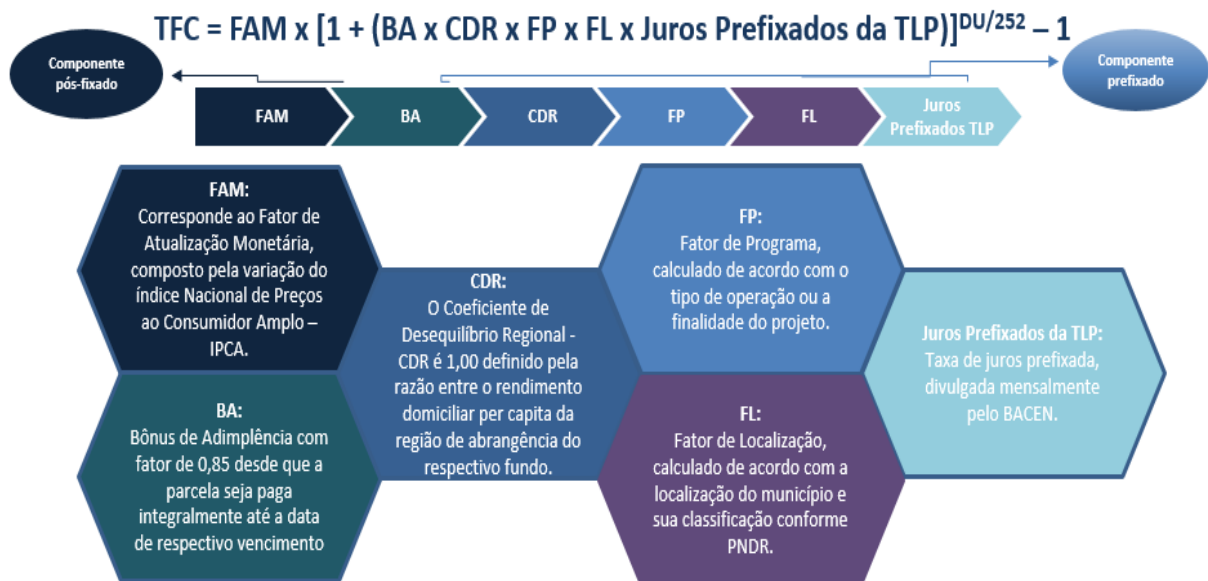 TFC = FAM x [1 + (BA x CDR x FP x FL x Juros Prefixados da TLP)]^DU/252 – 1
Componente
pós-fixado
Componente
prefixado
FAM
BA
CDR
FP
FL
Juros
Prefixados TLP
FAM:
Corresponde ao Fator de
Atualização Monetária,
composto pela variação do
índice Nacional de Preços
ao Consumidor Amplo –
IPCA.
BA:
Bônus de Adimplência com
fator de 0,85 desde que a
parcela seja paga
integralmente até a data
de respectivo vencimento
CDR:
O Coeficiente de
Desequilíbrio Regional -
CDR é 1,00 definido pela
razão entre o rendimento
domiciliar per capita da
região de abrangência do
respectivo fundo.
FP:
Fator de Programa,
calculado de acordo com o
tipo de operação ou a
finalidade do projeto.
FL:
Fator de Localização,
calculado de acordo com a
localização do município e
sua classificação conforme
PNDR.
Juros Prefixados da TLP:
Taxa de juros prefixada,
divulgada mensalmente
pelo BACEN.